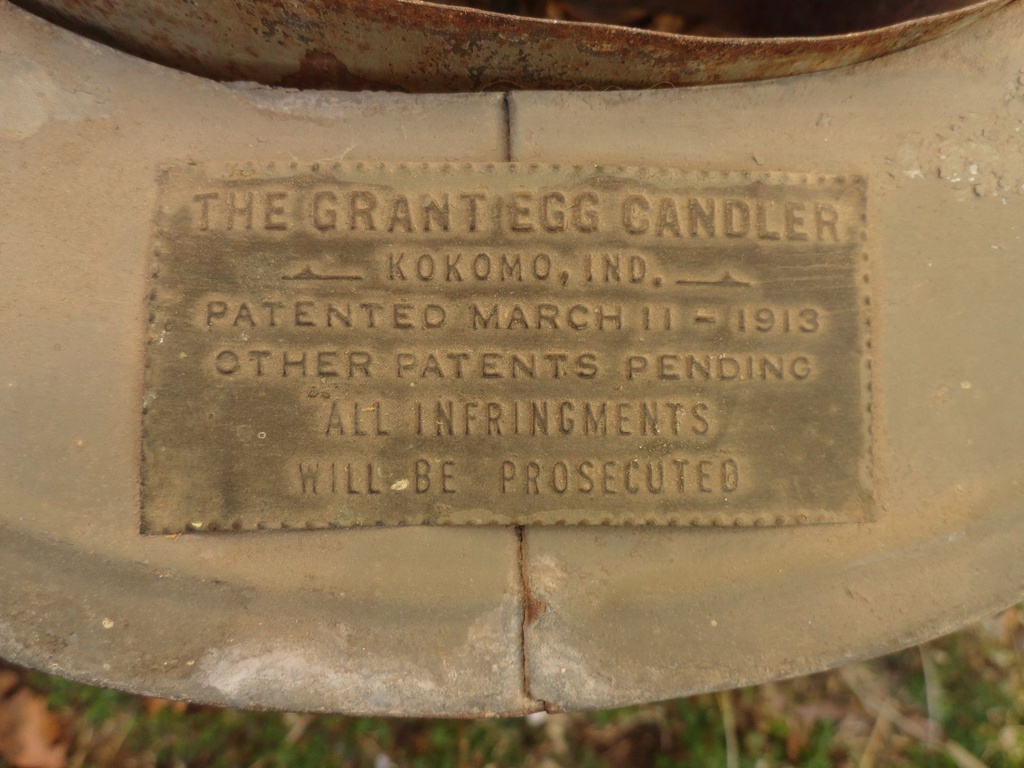 THE GRANT EGG CANDLER
KOKOMO, IND.
PATENTED MARCH 11 - 1913
OTHER PATENTS PENDING
ALL INFRINGMENTS
WILL BE PROSECUTED